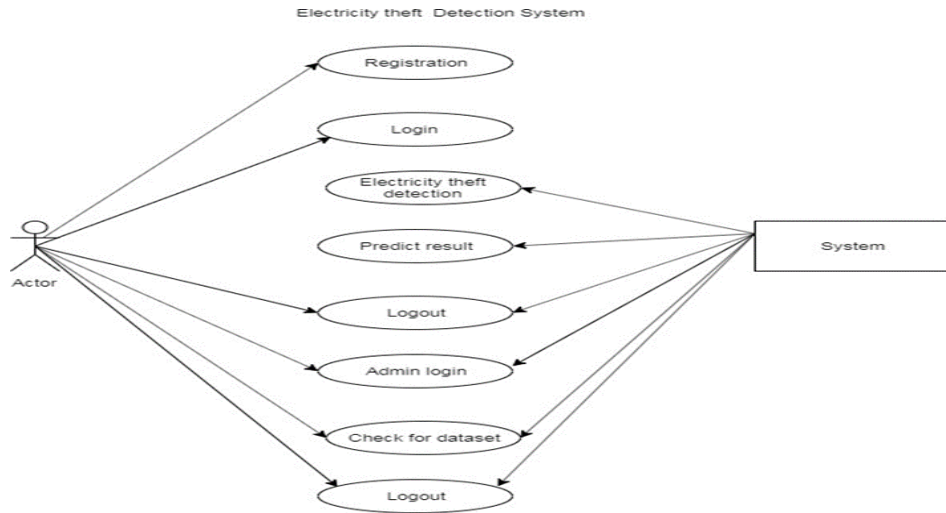 Electricity theft Detection System
Registration
Login
Electricity theft
detection
Predict result
System
Actor
Logout
Admin login
Check for dataset
Logout